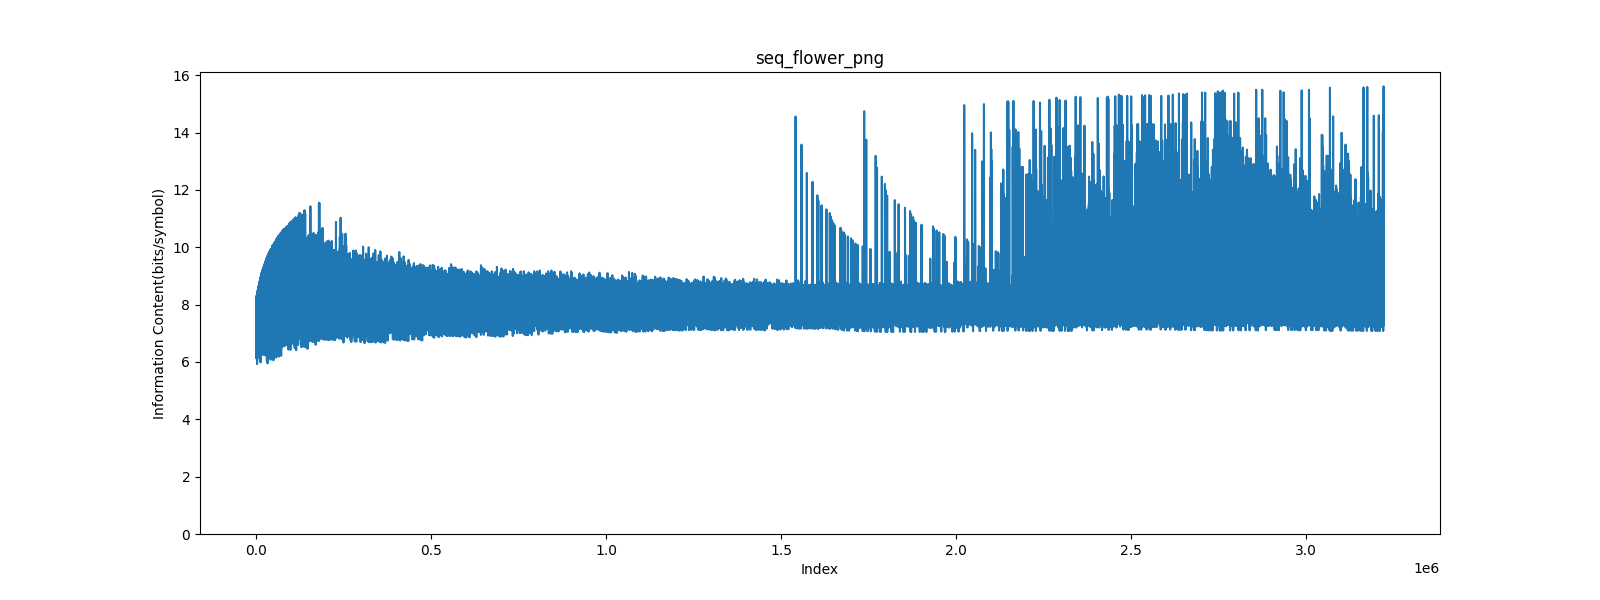 seq_flower_png
16
14
12
10
8
6
4
2
0
Information Content(bits/symbol)
0.0 0.5 1.0 1.5 2.0 2.5 3.0
Index
1e6